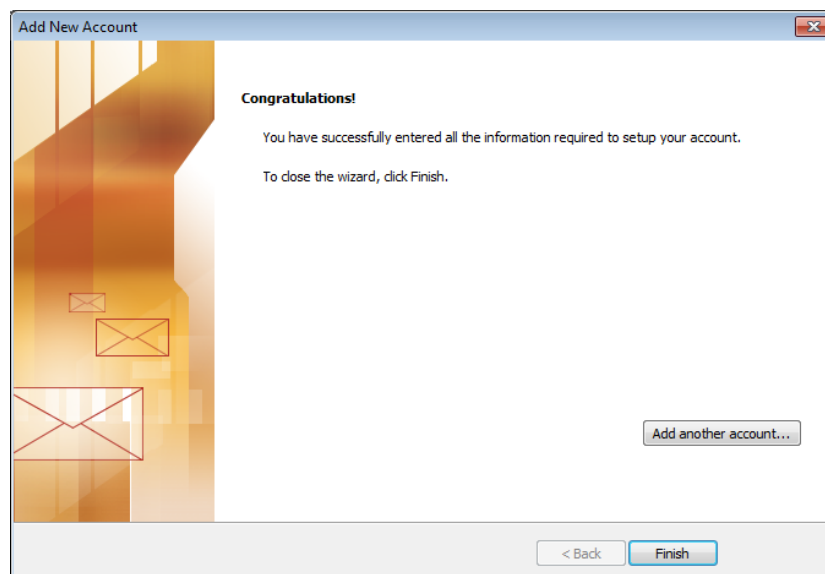 Add New Account
Congratulations!
You have successfully entered all the information required to setup your account.
To close the wizard, click Finish.
Add another account...
< Back
Finish